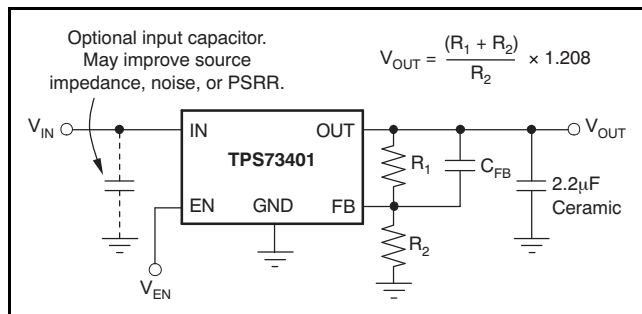 Optional input capacitor.
May improve source
impedance, noise, or PSRR.
V_OUT = (R_1 + R_2) / R_2 × 1.208
V_IN
IN
OUT
V_OUT
TPS73401
R_1
C_FB
2.2μF
Ceramic
EN
GND
FB
R_2
V_EN